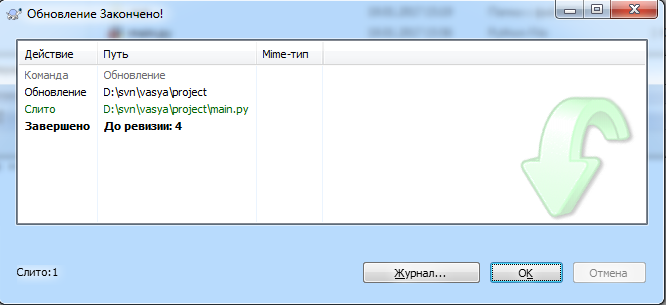 Обновление Закончено!
Действие Путь Mime-тип
Команда Обновление
Обновление D:\svn\vasya\project
Слито D:\svn\vasya\project\main.py
Завершено До ревизии: 4
Слито:1 Журнал... OK Отмена